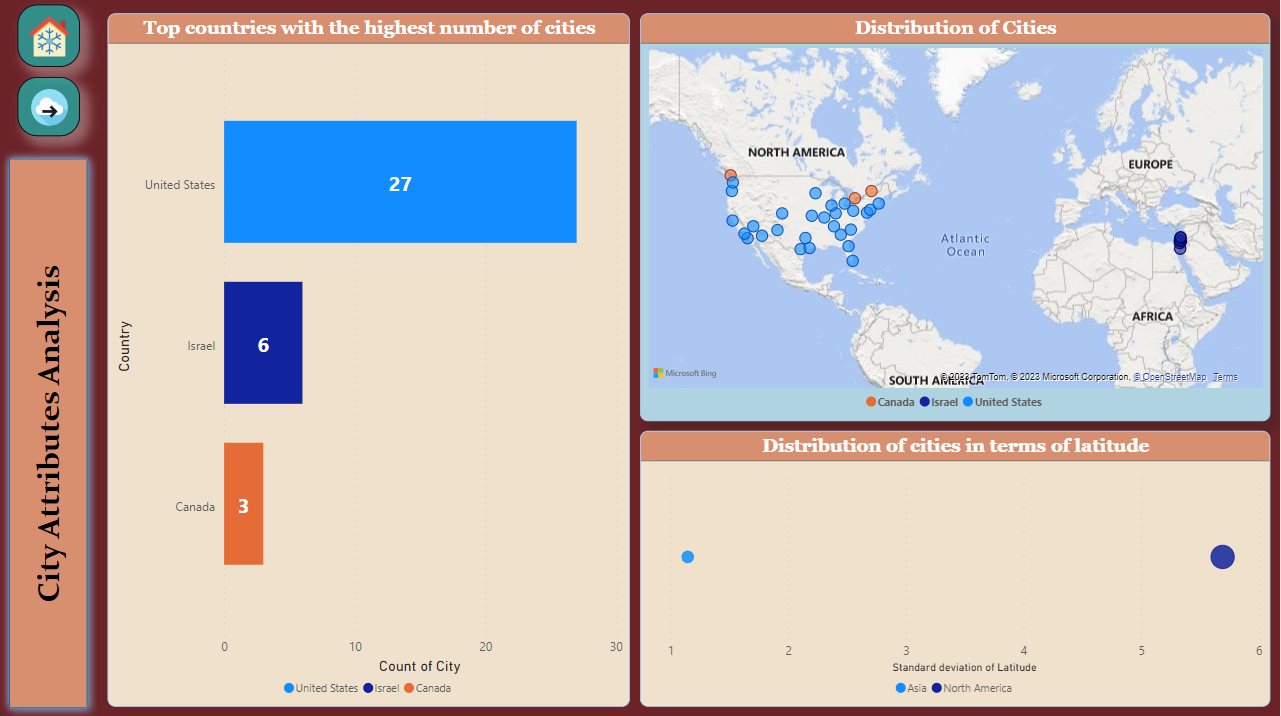 City Attributes Analysis
Top countries with the highest number of cities
Country
United States
Israel
Canada
27
6
3
0 10 20 30
Count of City
United States Israel Canada
Distribution of Cities
NORTH AMERICA
EUROPE
Atlantic
Ocean
AFRICA
SOUTH AMERICA
Microsoft Bing
© 2023 TomTom, © 2023 Microsoft Corporation, © OpenStreetMap Terms
Canada Israel United States
Distribution of cities in terms of latitude
1 2 3 4 5 6
Standard deviation of Latitude
Asia North America